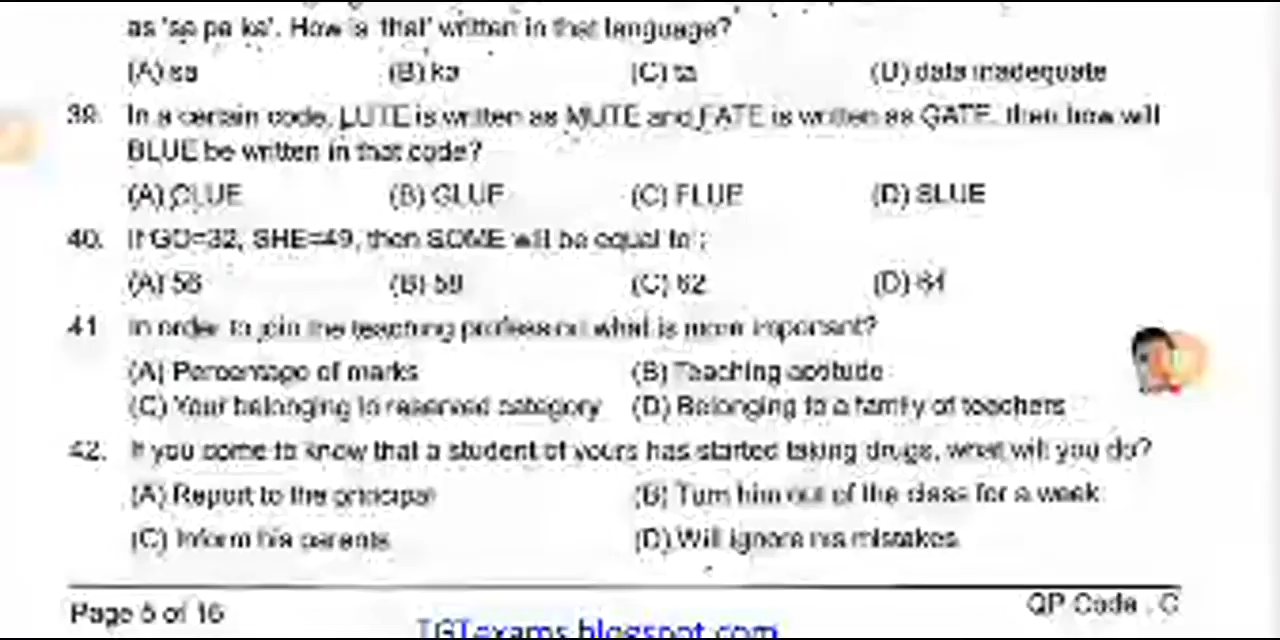 as 'sa pa ka'. How is 'that' written in that language?
(A) sa (B) ka (C) ta (D) data inadequate
39. In a certain code, LUTE is written as MUTE and FATE is written as GATE, then how will
BLUE be written in that code?
(A) CLUE (B) GLUE (C) FLUE (D) SLUE
40. If GO=32, SHE=49, then SOME will be equal to :
(A) 56 (B) 58 (C) 62 (D) 64
41. In order to join the teaching profession what is more important?
(A) Percentage of marks (B) Teaching aptitude
(C) Your belonging to reserved category (D) Belonging to a family of teachers
42. If you come to know that a student of yours has started taking drugs, what will you do?
(A) Report to the principal (B) Turn him out of the class for a week
(C) Inform his parents (D) Will ignore his mistakes
Page 6 of 16 QP Code : C
TGTexams.blogspot.com